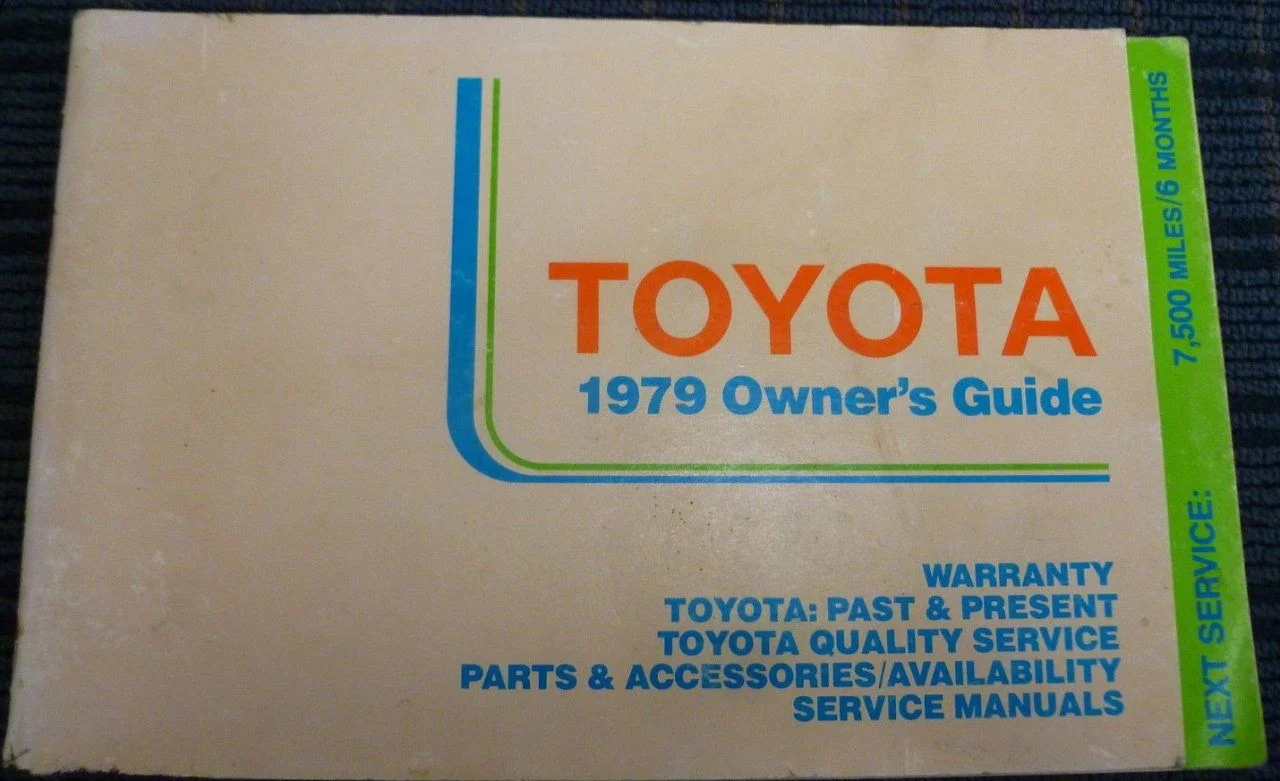 TOYOTA
1979 Owner's Guide
WARRANTY
TOYOTA: PAST & PRESENT
TOYOTA QUALITY SERVICE
PARTS & ACCESSORIES/AVAILABILITY
SERVICE MANUALS
NEXT SERVICE: 7,500 MILES/6 MONTHS